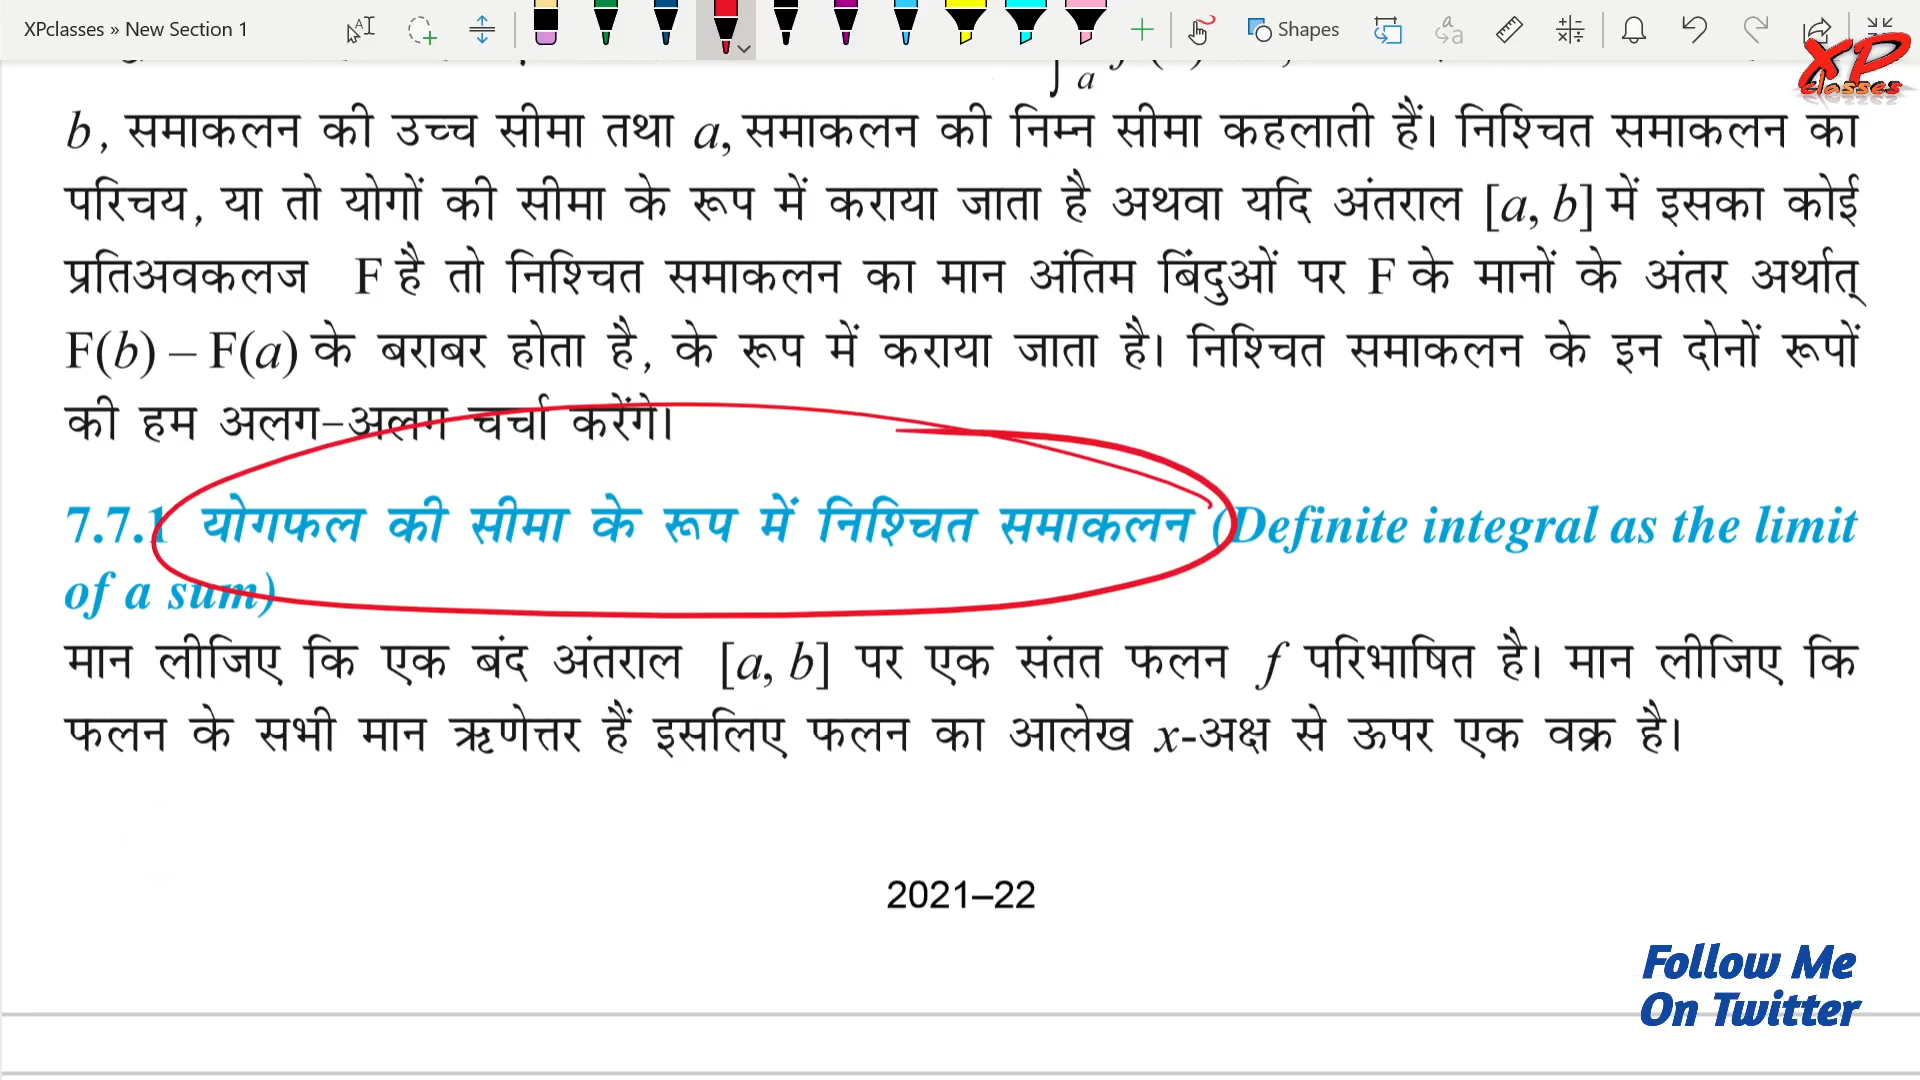 XPclasses » New Section 1
Shapes
XP
classes
a
b, समाकलन की उच्च सीमा तथा a, समाकलन की निम्न सीमा कहलाती हैं। निश्चित समाकलन का
परिचय, या तो योगों की सीमा के रूप में कराया जाता है अथवा यदि अंतराल [a, b] में इसका कोई
प्रतिअवकलज F है तो निश्चित समाकलन का मान अंतिम बिंदुओं पर F के मानों के अंतर अर्थात्
F(b) – F(a) के बराबर होता है, के रूप में कराया जाता है। निश्चित समाकलन के इन दोनों रूपों
की हम अलग-अलग चर्चा करेंगे।
7.7.1 योगफल की सीमा के रूप में निश्चित समाकलन (Definite integral as the limit
of a sum)
मान लीजिए कि एक बंद अंतराल [a, b] पर एक संतत फलन f परिभाषित है। मान लीजिए कि
फलन के सभी मान ऋणेत्तर हैं इसलिए फलन का आलेख x-अक्ष से ऊपर एक वक्र है।
2021–22
Follow Me
On Twitter